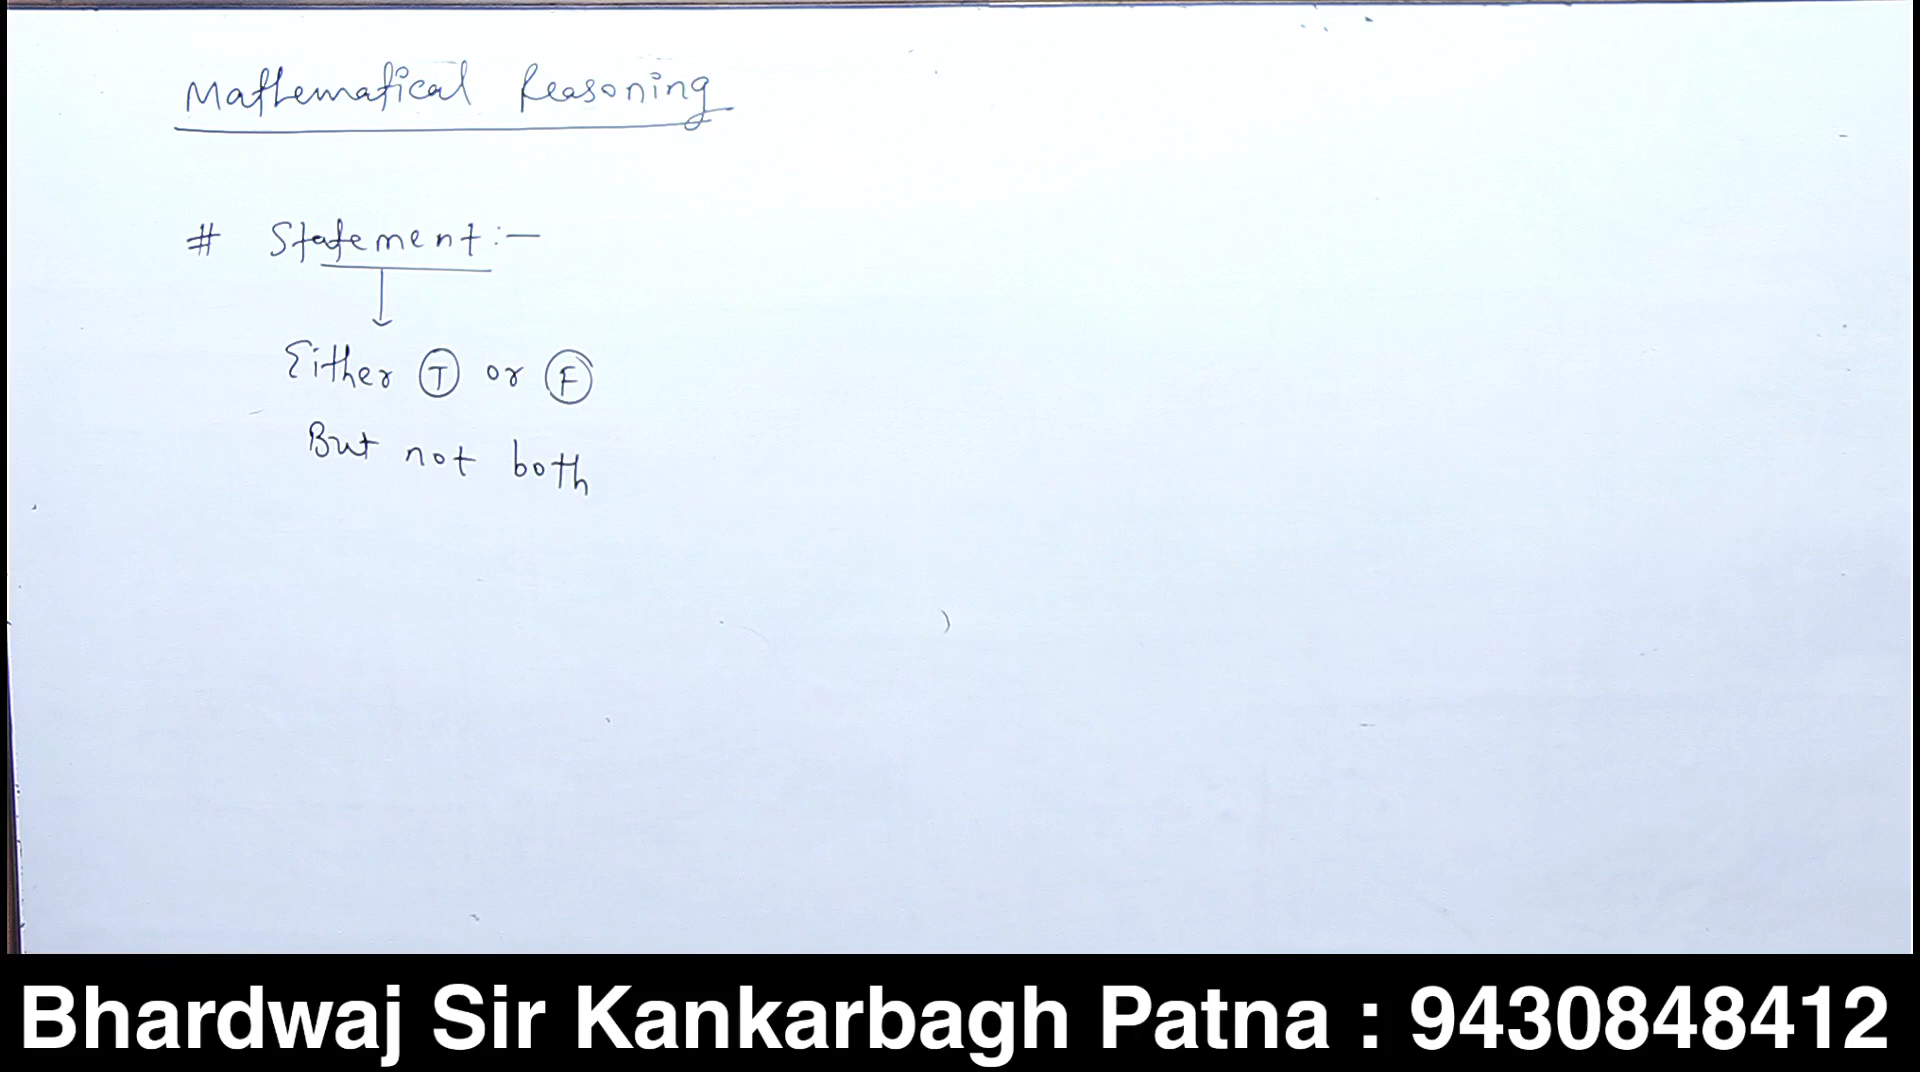 Mathematical Reasoning
# Statement:-
Either T or F
But not both
Bhardwaj Sir Kankarbagh Patna : 9430848412